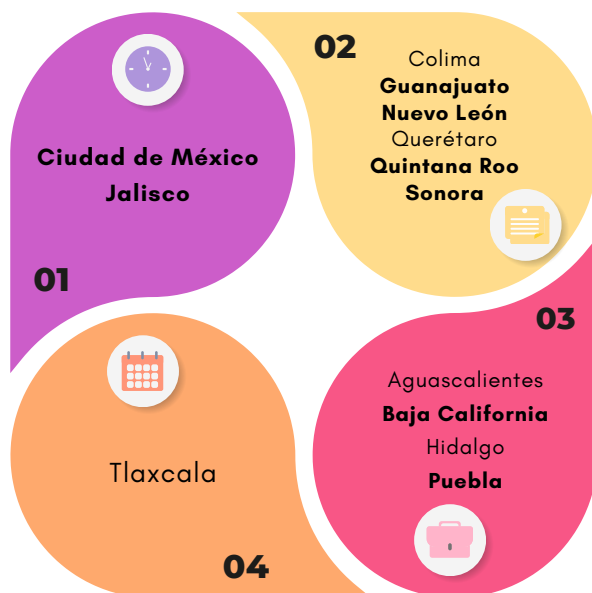 Ciudad de México
Jalisco
01
02
Colima
Guanajuato
Nuevo León
Querétaro
Quintana Roo
Sonora
03
Aguascalientes
Baja California
Hidalgo
Puebla
Tlaxcala
04